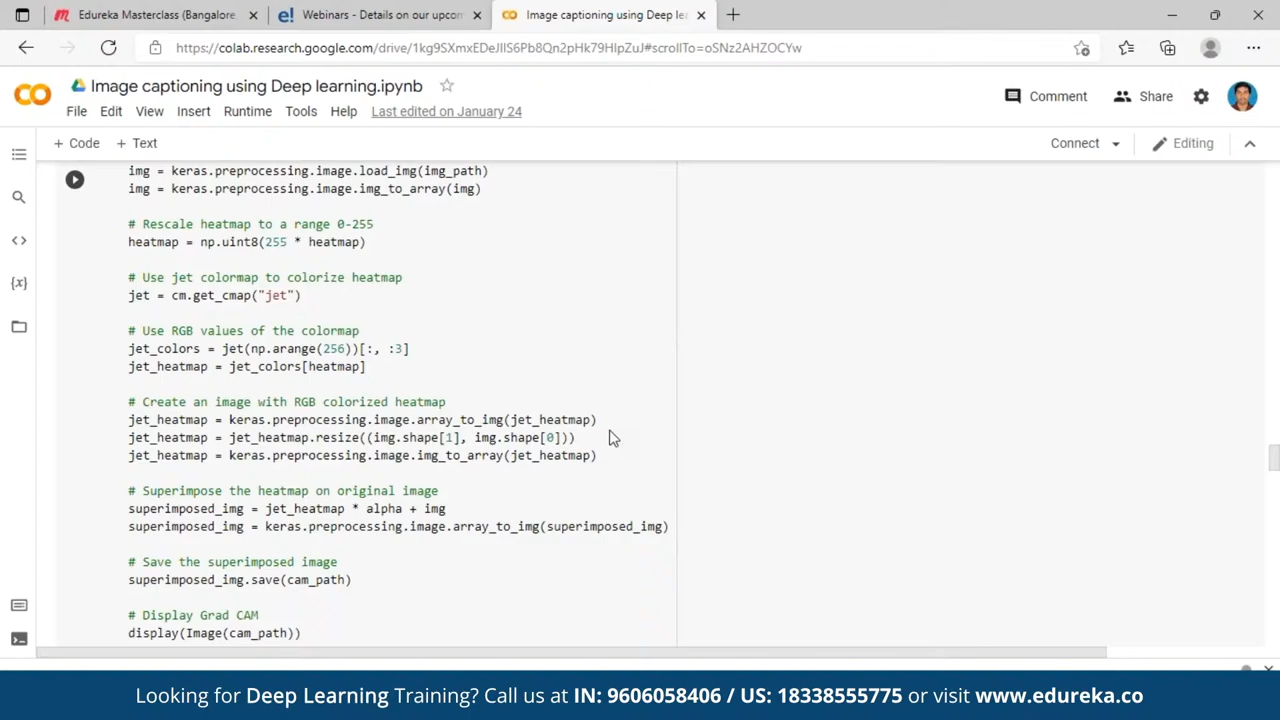 Edureka Masterclass (Bangalore,
Webinars - Details on our upcom
Image captioning using Deep lea
https://colab.research.google.com/drive/1kg9SXmxEDeJIlS6Pb8Qn2pHk79HIpZuJ#scrollTo=oSNz2AHZOCYw
Image captioning using Deep learning.ipynb
Comment
Share
File Edit View Insert Runtime Tools Help Last edited on January 24
+ Code + Text
Connect
Editing
img = keras.preprocessing.image.load_img(img_path)
img = keras.preprocessing.image.img_to_array(img)
# Rescale heatmap to a range 0-255
heatmap = np.uint8(255 * heatmap)
# Use jet colormap to colorize heatmap
jet = cm.get_cmap("jet")
# Use RGB values of the colormap
jet_colors = jet(np.arange(256))[:, :3]
jet_heatmap = jet_colors[heatmap]
# Create an image with RGB colorized heatmap
jet_heatmap = keras.preprocessing.image.array_to_img(jet_heatmap)
jet_heatmap = jet_heatmap.resize((img.shape[1], img.shape[0]))
jet_heatmap = keras.preprocessing.image.img_to_array(jet_heatmap)
# Superimpose the heatmap on original image
superimposed_img = jet_heatmap * alpha + img
superimposed_img = keras.preprocessing.image.array_to_img(superimposed_img)
# Save the superimposed image
superimposed_img.save(cam_path)
# Display Grad CAM
display(Image(cam_path))
Looking for Deep Learning Training? Call us at IN: 9606058406 / US: 18338555775 or visit www.edureka.co